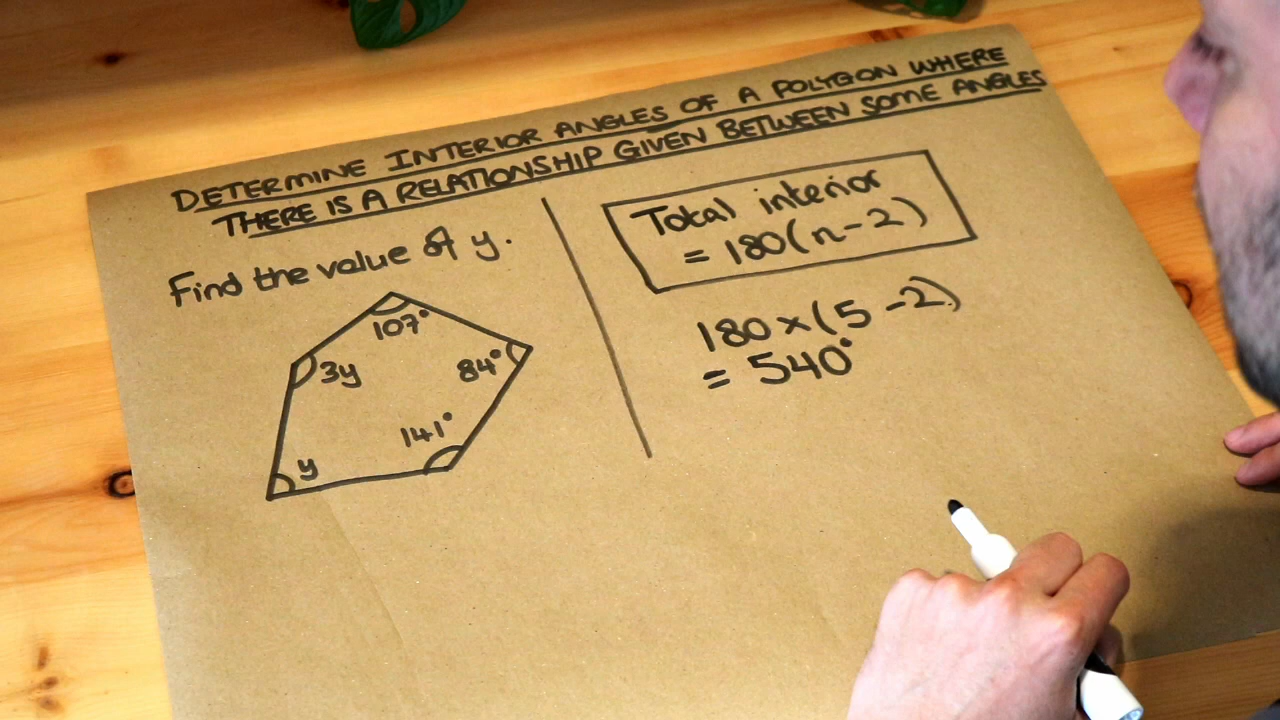 DETERMINE INTERIOR ANGLES OF A POLYGON WHERE
THERE IS A RELATIONSHIP GIVEN BETWEEN SOME ANGLES
Find the value of y.
107°
3y
84°
141°
y
Total interior
= 180(n-2)
180×(5-2)
= 540°